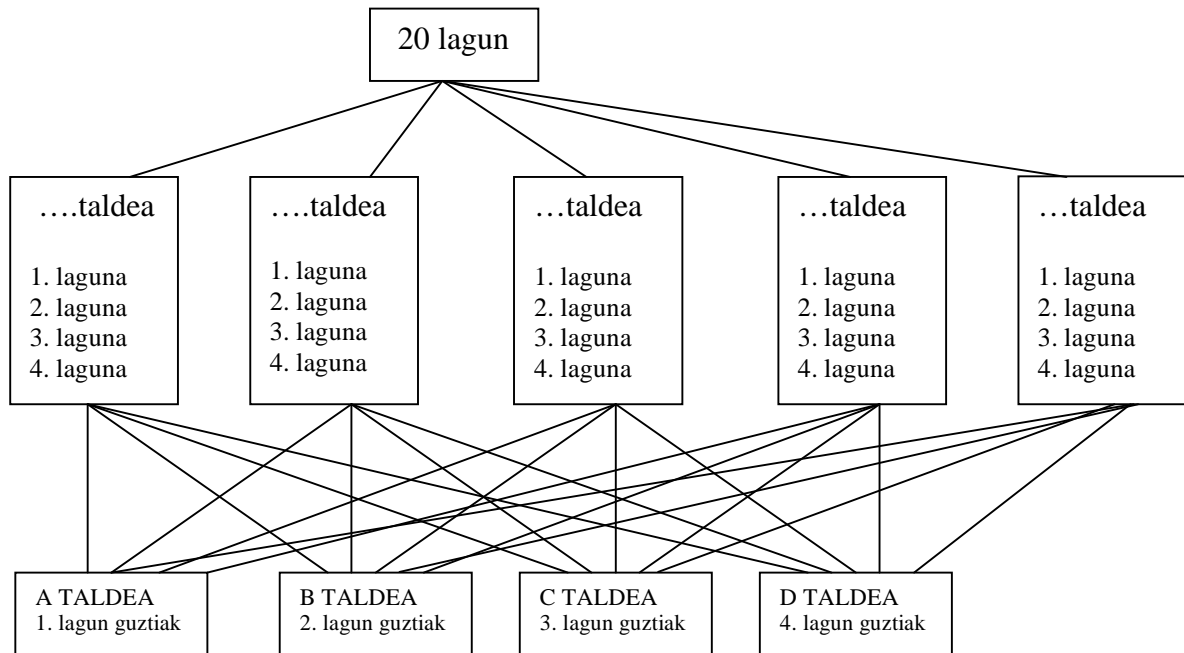 20 lagun
….taldea
1. laguna
2. laguna
3. laguna
4. laguna
….taldea
1. laguna
2. laguna
3. laguna
4. laguna
…taldea
1. laguna
2. laguna
3. laguna
4. laguna
…taldea
1. laguna
2. laguna
3. laguna
4. laguna
…taldea
1. laguna
2. laguna
3. laguna
4. laguna
A TALDEA
1. lagun guztiak
B TALDEA
2. lagun guztiak
C TALDEA
3. lagun guztiak
D TALDEA
4. lagun guztiak